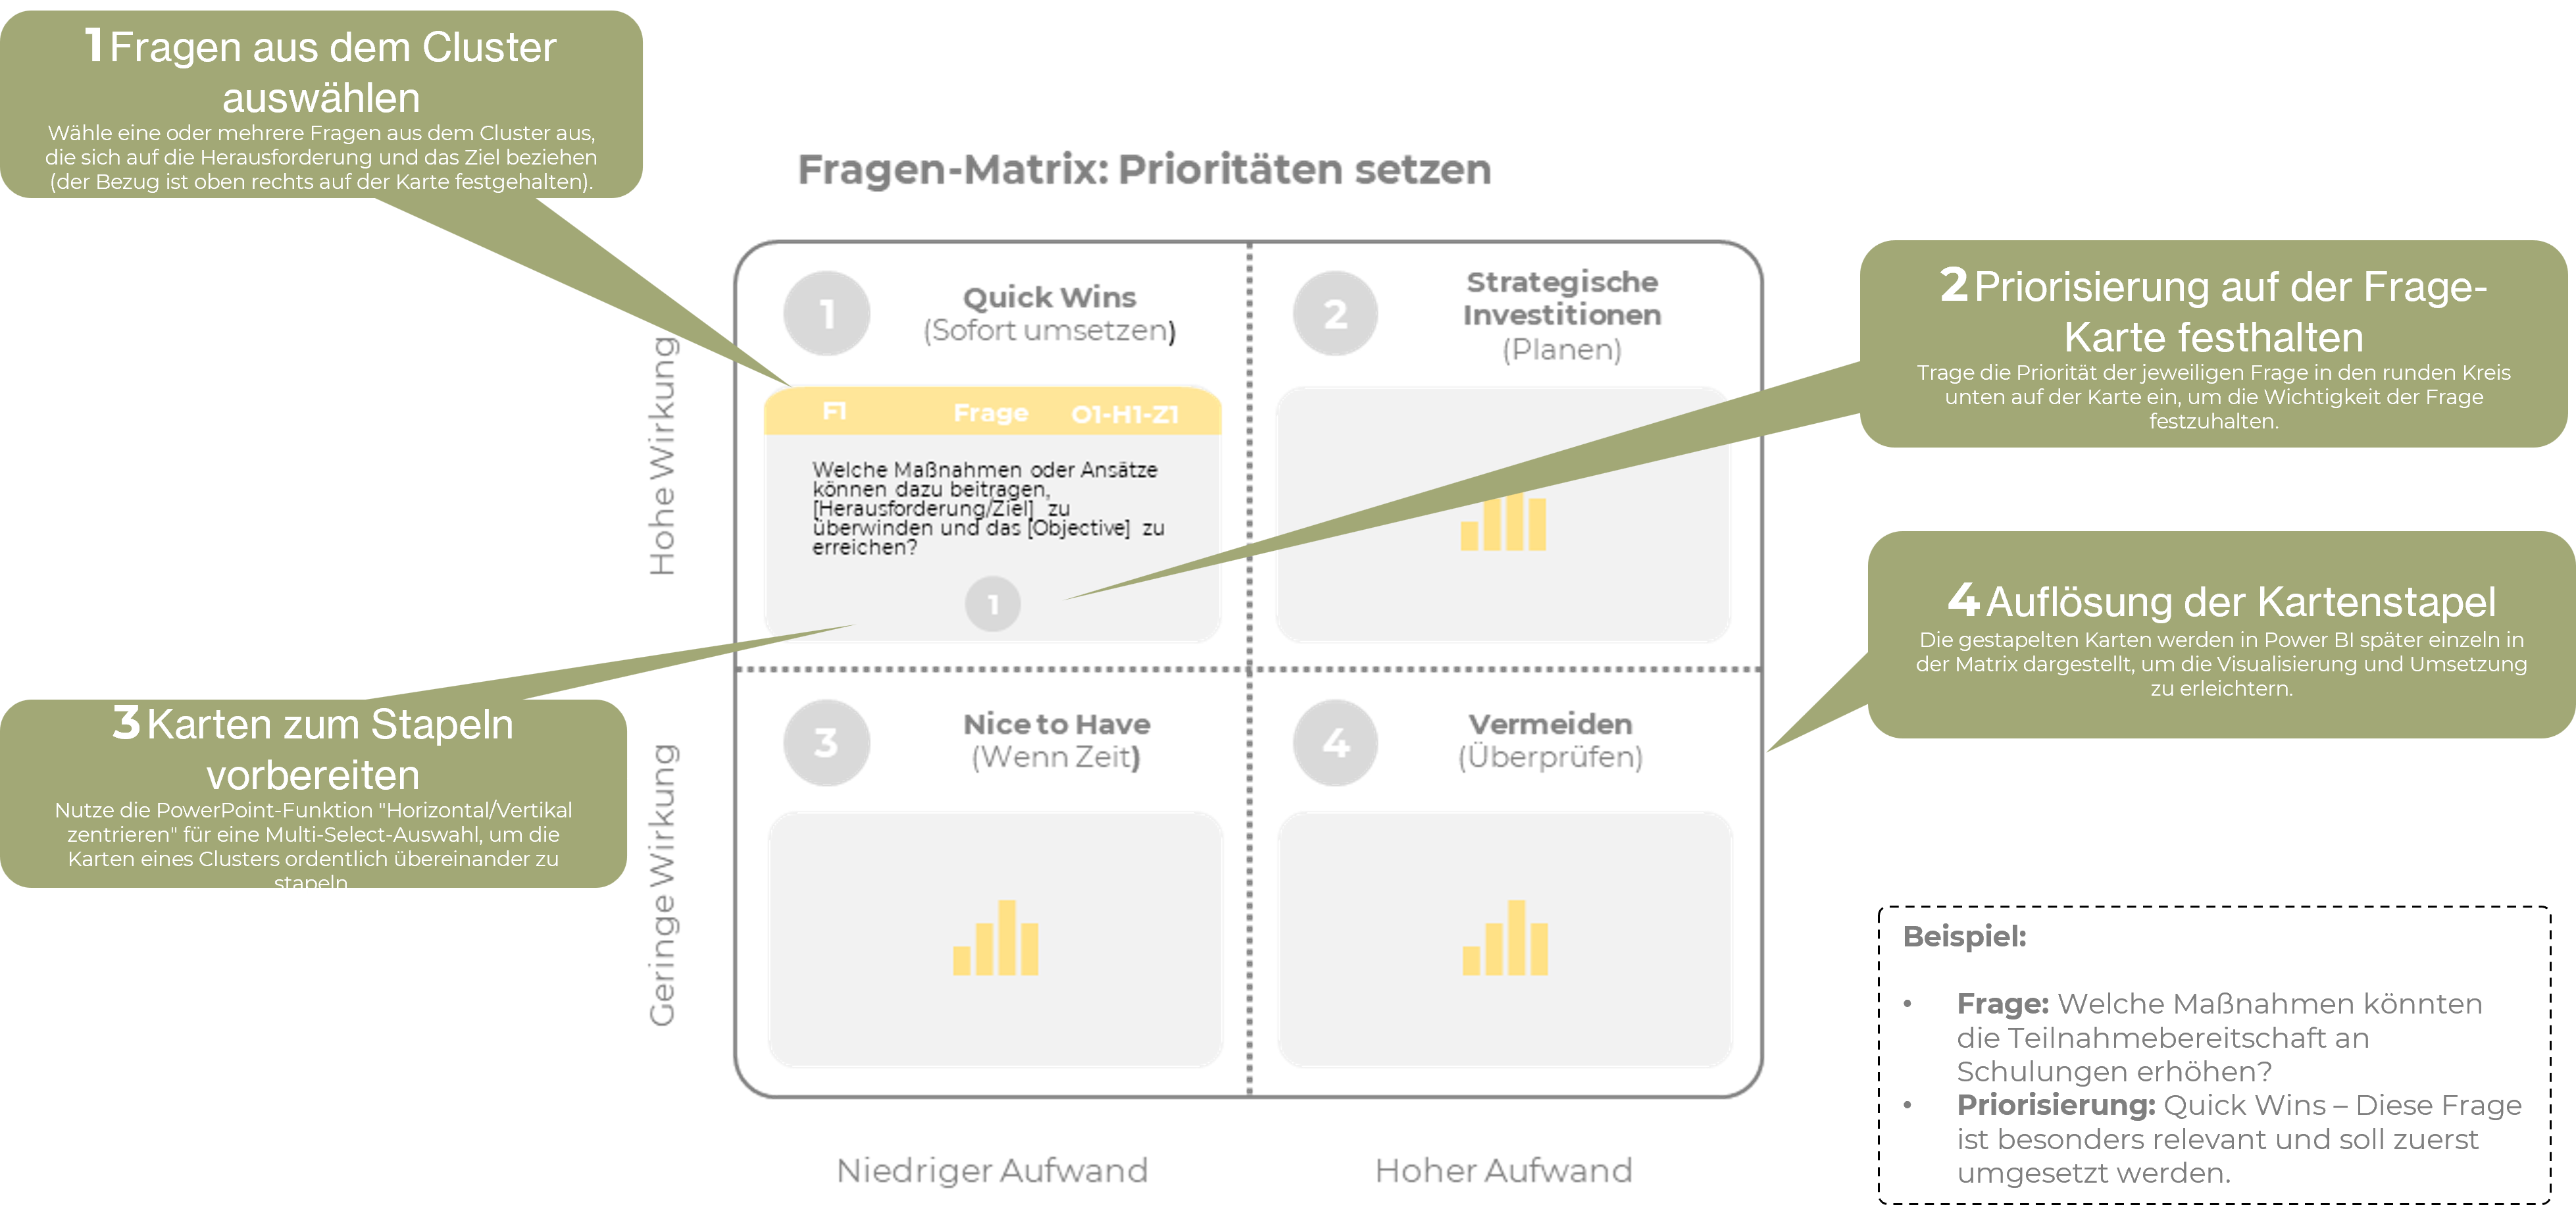 1 Fragen aus dem Cluster
auswählen
Wähle eine oder mehrere Fragen aus dem Cluster aus,
die sich auf die Herausforderung und das Ziel beziehen
(der Bezug ist oben rechts auf der Karte festgehalten).
Fragen-Matrix: Prioritäten setzen
Hohe Wirkung
Geringe Wirkung
1
Quick Wins
(Sofort umsetzen)
F1 Frage O1-H1-Z1
Welche Maßnahmen oder Ansätze
können dazu beitragen,
[Herausforderung/Ziel] zu
überwinden und das [Objective] zu
erreichen?
1
2
Strategische
Investitionen
(Planen)
3
Nice to Have
(Wenn Zeit)
4
Vermeiden
(Überprüfen)
Niedriger Aufwand
Hoher Aufwand
2 Priorisierung auf der Frage-
Karte festhalten
Trage die Priorität der jeweiligen Frage in den runden Kreis
unten auf der Karte ein, um die Wichtigkeit der Frage
festzuhalten.
3 Karten zum Stapeln
vorbereiten
Nutze die PowerPoint-Funktion "Horizontal/Vertikal
zentrieren" für eine Multi-Select-Auswahl, um die
Karten eines Clusters ordentlich übereinander zu
stapeln
4 Auflösung der Kartenstapel
Die gestapelten Karten werden in Power BI später einzeln in
der Matrix dargestellt, um die Visualisierung und Umsetzung
zu erleichtern.
Beispiel:
• Frage: Welche Maßnahmen könnten
die Teilnahmebereitschaft an
Schulungen erhöhen?
• Priorisierung: Quick Wins – Diese Frage
ist besonders relevant und soll zuerst
umgesetzt werden.